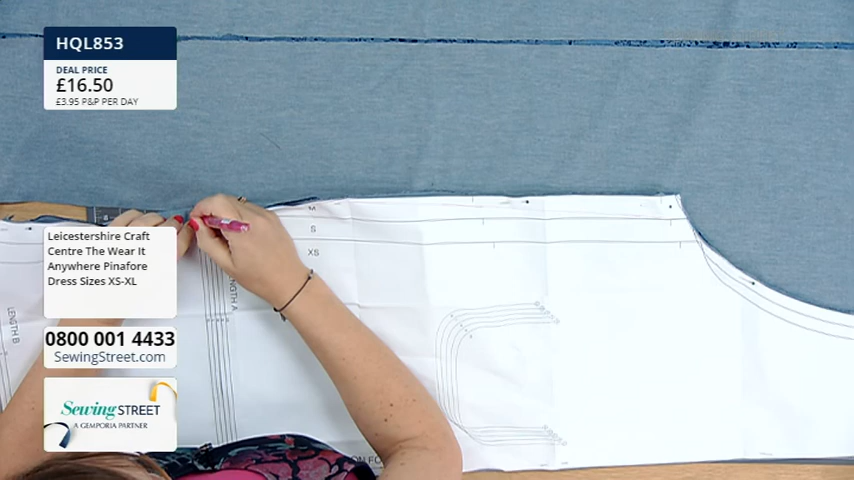 HQL853
DEAL PRICE
£16.50
£3.95 P&P PER DAY
Leicestershire Craft
Centre The Wear It
Anywhere Pinafore
Dress Sizes XS-XL
0800 001 4433
SewingStreet.com
Sewing STREET
A GEMPORIA PARTNER
M
S
XS
LENGTH A
LENGTH B